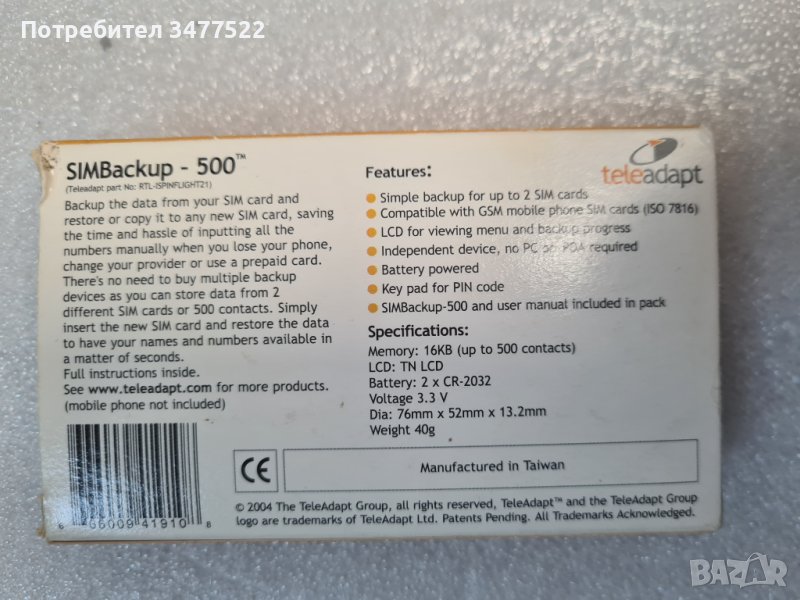 Потребител 3477522
SIMBackup - 500™
(Teleadapt part No: RTL-ISPINFLIGHT21)
Backup the data from your SIM card and
restore or copy it to any new SIM card, saving
the time and hassle of inputting all the
numbers manually when you lose your phone,
change your provider or use a prepaid card.
There's no need to buy multiple backup
devices as you can store data from 2
different SIM cards or 500 contacts. Simply
insert the new SIM card and restore the data
to have your names and numbers available in
a matter of seconds.
Full instructions inside.
See www.teleadapt.com for more products.
(mobile phone not included)
6 06009 41910 8
teleadapt
Features:
Simple backup for up to 2 SIM cards
Compatible with GSM mobile phone SIM cards (ISO 7816)
LCD for viewing menu and backup progress
Independent device, no PC or PDA required
Battery powered
Key pad for PIN code
SIMBackup-500 and user manual included in pack
Specifications:
Memory: 16KB (up to 500 contacts)
LCD: TN LCD
Battery: 2 x CR-2032
Voltage 3.3 V
Dia: 76mm x 52mm x 13.2mm
Weight 40g
CE
Manufactured in Taiwan
© 2004 The TeleAdapt Group, all rights reserved, TeleAdapt™ and the TeleAdapt Group
logo are trademarks of TeleAdapt Ltd. Patents Pending. All Trademarks Acknowledged.
BAZAR